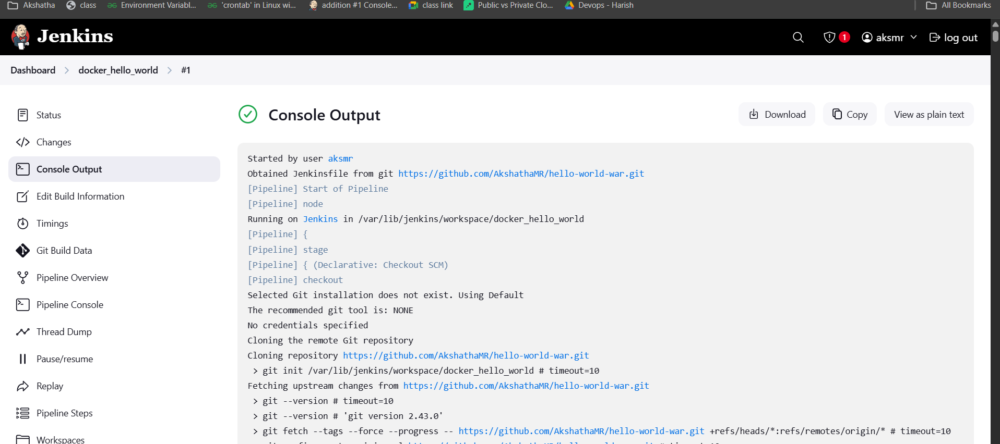 Akshatha
class
Environment Variabl...
'crontab' in Linux wi...
addition #1 Console...
class link
Public vs Private Clo...
Devops - Harish
All Bookmarks
Jenkins
1
aksmr
log out
Dashboard > docker_hello_world > #1
Status
Changes
Console Output
Edit Build Information
Timings
Git Build Data
Pipeline Overview
Pipeline Console
Thread Dump
Pause/resume
Replay
Pipeline Steps
Workspaces
Console Output
Download
Copy
View as plain text
Started by user aksmr
Obtained Jenkinsfile from git https://github.com/AkshathaMR/hello-world-war.git
[Pipeline] Start of Pipeline
[Pipeline] node
Running on Jenkins in /var/lib/jenkins/workspace/docker_hello_world
[Pipeline] {
[Pipeline] stage
[Pipeline] { (Declarative: Checkout SCM)
[Pipeline] checkout
Selected Git installation does not exist. Using Default
The recommended git tool is: NONE
No credentials specified
Cloning the remote Git repository
Cloning repository https://github.com/AkshathaMR/hello-world-war.git
> git init /var/lib/jenkins/workspace/docker_hello_world # timeout=10
Fetching upstream changes from https://github.com/AkshathaMR/hello-world-war.git
> git --version # timeout=10
> git --version # 'git version 2.43.0'
> git fetch --tags --force --progress -- https://github.com/AkshathaMR/hello-world-war.git +refs/heads/*:refs/remotes/origin/* # timeout=10